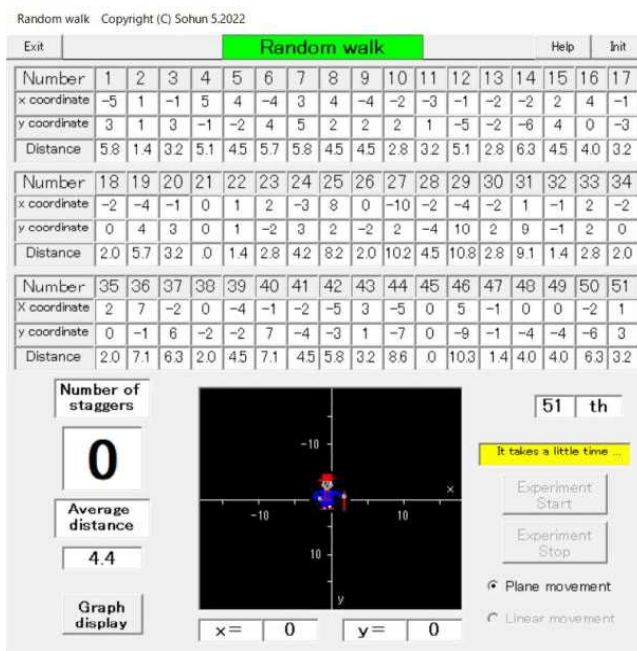 Random walk Copyright (C) Sohun 5.2022
Exit Random walk Help Init
Number 1 2 3 4 5 6 7 8 9 10 11 12 13 14 15 16 17
x coordinate -5 1 -1 5 4 -4 3 4 -4 -2 -3 -1 -2 -2 2 4 -1
y coordinate 3 1 3 -1 -2 4 5 2 2 2 1 -5 -2 -6 4 0 -3
Distance 5.8 1.4 3.2 5.1 4.5 5.7 5.8 4.5 4.5 2.8 3.2 5.1 2.8 6.3 4.5 4.0 3.2
Number 18 19 20 21 22 23 24 25 26 27 28 29 30 31 32 33 34
x coordinate -2 -4 -1 0 1 2 -3 8 0 -10 -2 -4 -2 1 -1 2 -2
y coordinate 0 4 3 0 1 -2 3 2 -2 2 -4 10 2 9 -1 2 0
Distance 2.0 5.7 3.2 .0 1.4 2.8 4.2 8.2 2.0 10.2 4.5 10.8 2.8 9.1 1.4 2.8 2.0
Number 35 36 37 38 39 40 41 42 43 44 45 46 47 48 49 50 51
X coordinate 2 7 -2 0 -4 -1 -2 -5 3 -5 0 5 -1 0 0 -2 1
y coordinate 0 -1 6 -2 -2 7 -4 -3 1 -7 0 -9 -1 -4 -4 -6 3
Distance 2.0 7.1 6.3 2.0 4.5 7.1 4.5 5.8 3.2 8.6 .0 10.3 1.4 4.0 4.0 6.3 3.2
Number of
staggers
0
Average
distance
4.4
Graph
display
-10
x
-10 10
10
y
x= 0 y= 0
51 th
It takes a little time ...
Experiment
Start
Experiment
Stop
Plane movement
Linear movement